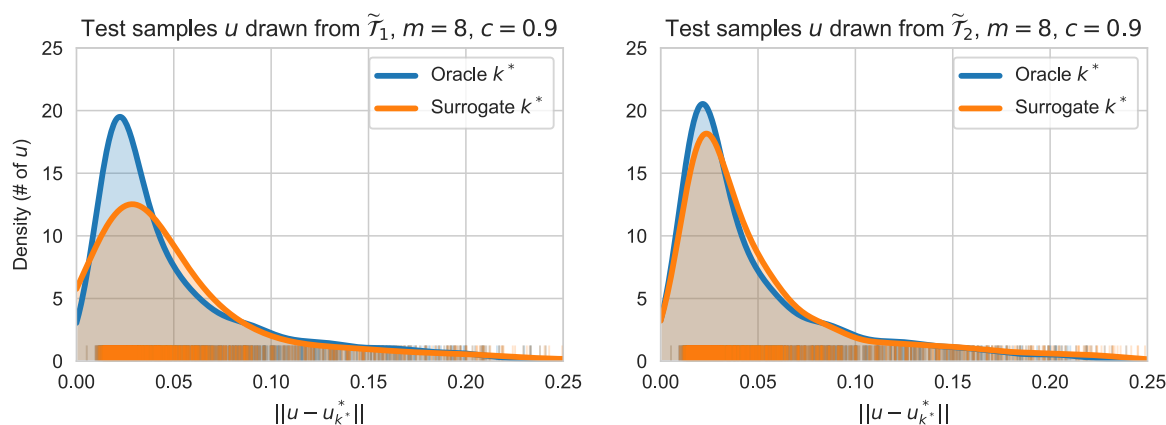 Test samples u drawn from 𝒯̃₁, m = 8, c = 0.9
25
20
15
10
5
0
Density (# of u)
Oracle k*
Surrogate k*
0.00 0.05 0.10 0.15 0.20 0.25
||u − u*ₖ*||
Test samples u drawn from 𝒯̃₂, m = 8, c = 0.9
25
20
15
10
5
0
Oracle k*
Surrogate k*
0.00 0.05 0.10 0.15 0.20 0.25
||u − u*ₖ*||